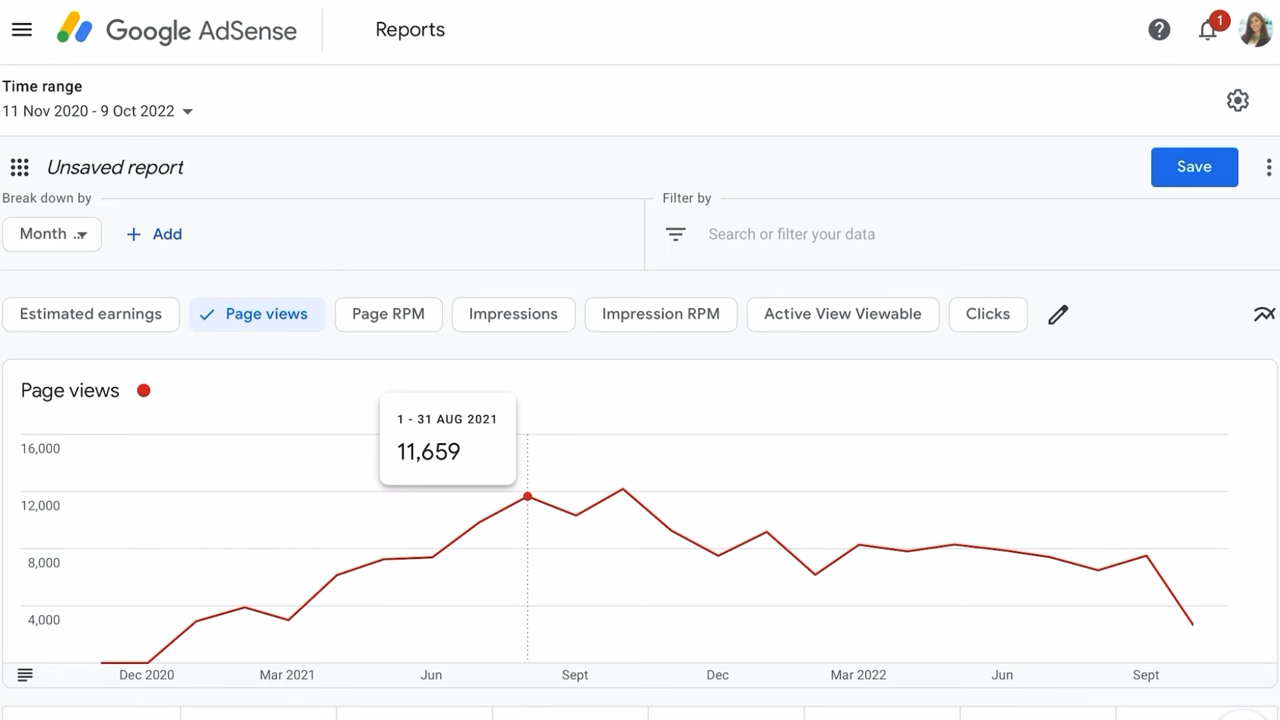 Google AdSense
Reports
1
Time range
11 Nov 2020 - 9 Oct 2022
Unsaved report
Save
Break down by
Filter by
Month
Add
Search or filter your data
Estimated earnings
Page views
Page RPM
Impressions
Impression RPM
Active View Viewable
Clicks
Page views
1 - 31 AUG 2021
11,659
16,000
12,000
8,000
4,000
Dec 2020
Mar 2021
Jun
Sept
Dec
Mar 2022
Jun
Sept